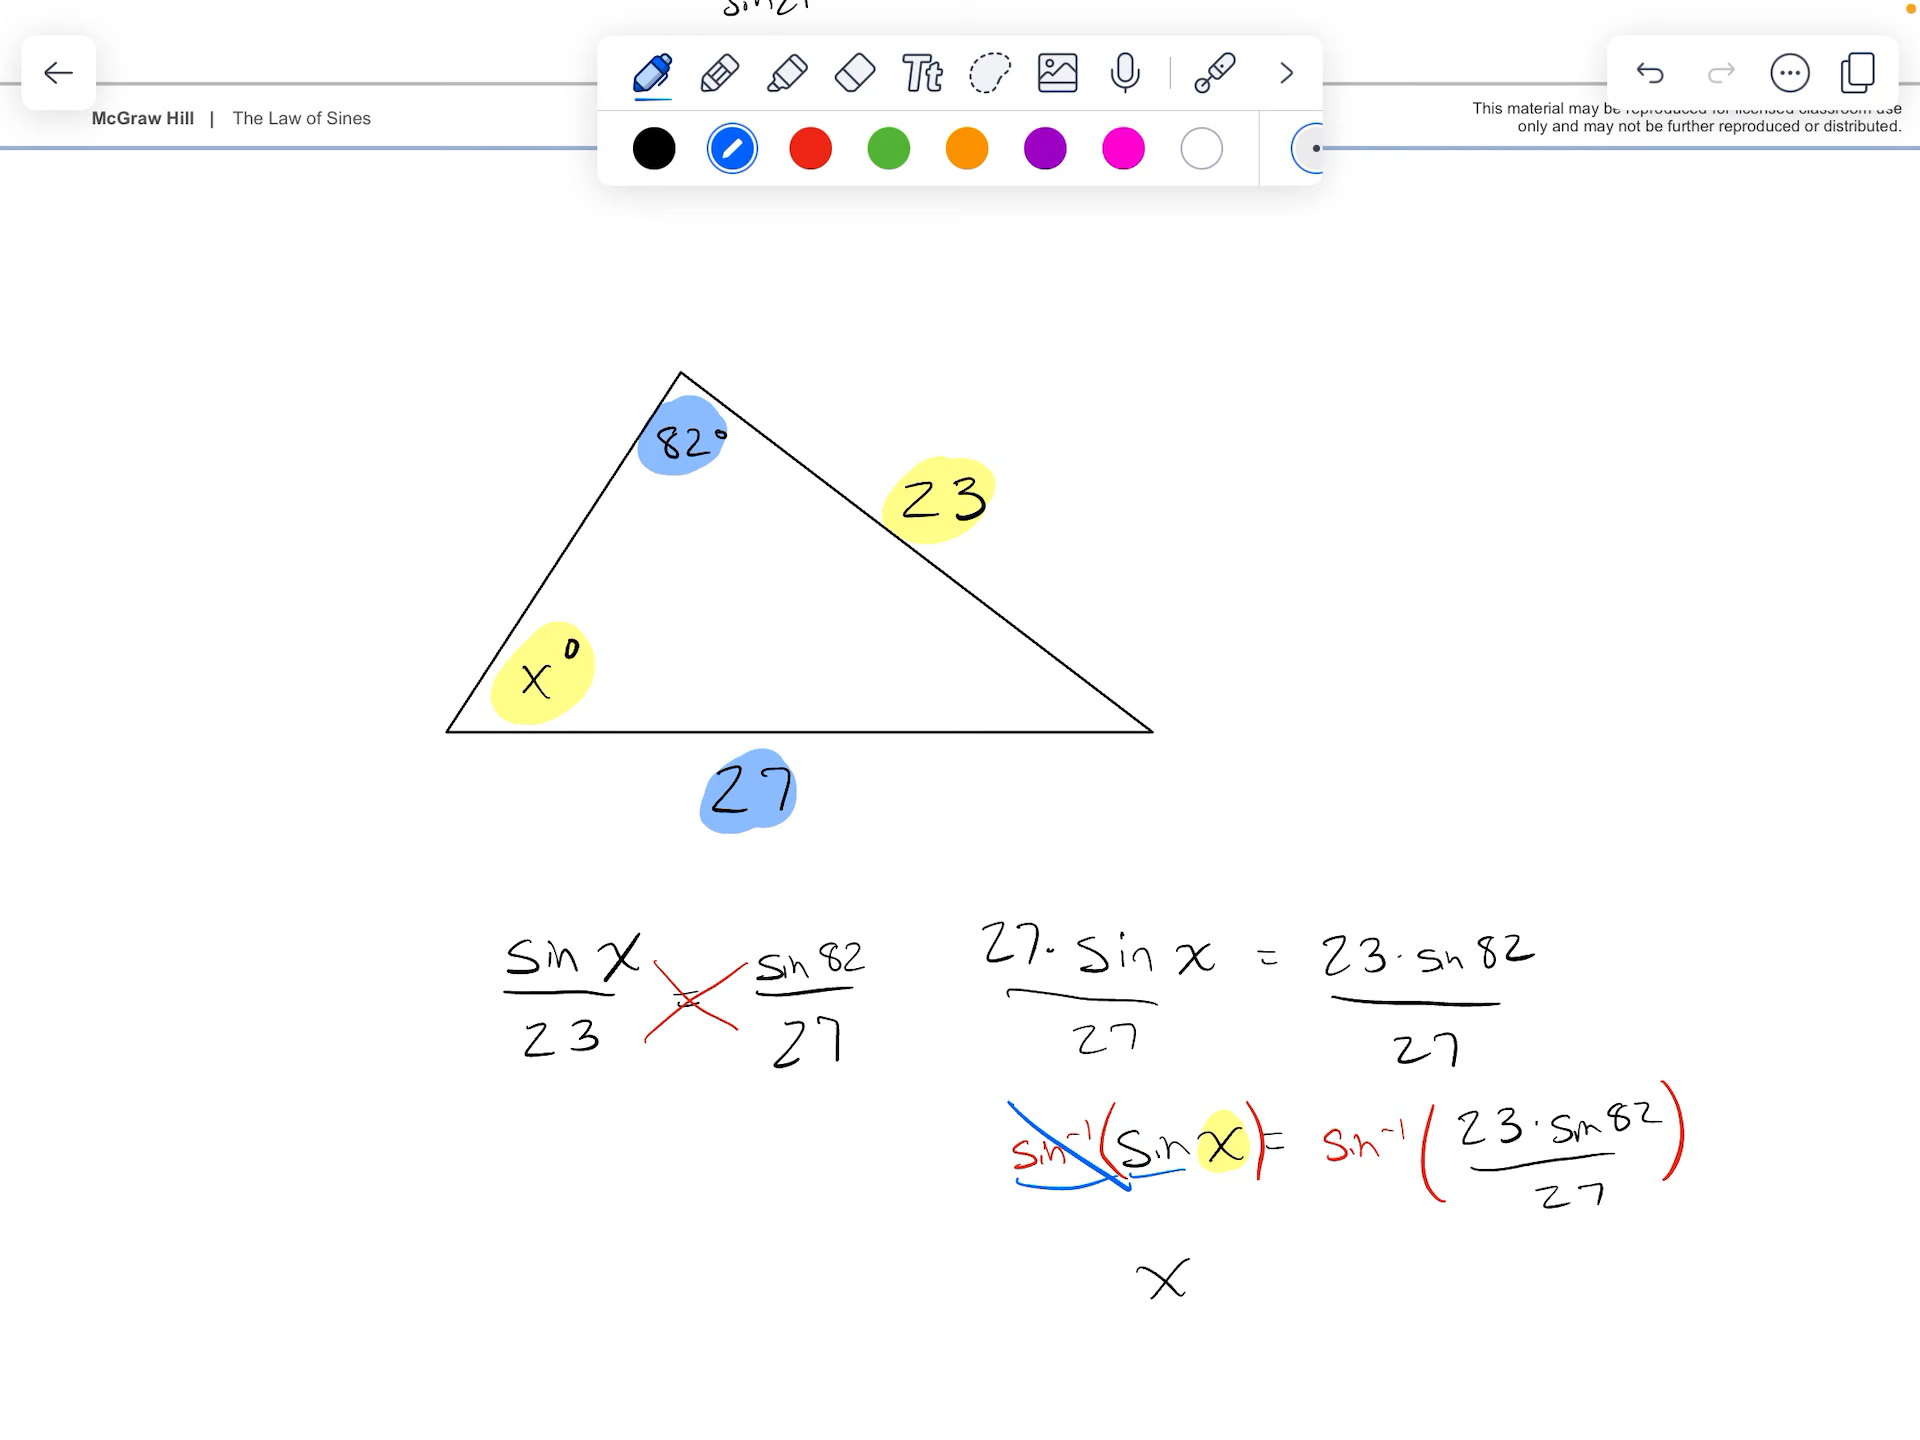 sin21
Tt
McGraw Hill | The Law of Sines
This material may be reproduced for licensed classroom use
only and may not be further reproduced or distributed.
82°
23
x°
27
sin x / 23 = sin 82 / 27
27 · sin x / 27 = 23 · sin 82 / 27
sin⁻¹(sin x) = sin⁻¹(23 · sin 82 / 27)
x